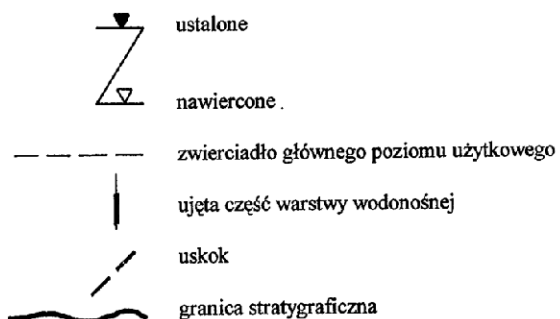 ustalone
nawiercone .
zwierciadło głównego poziomu użytkowego
ujęta część warstwy wodonośnej
uskok
granica stratygraficzna